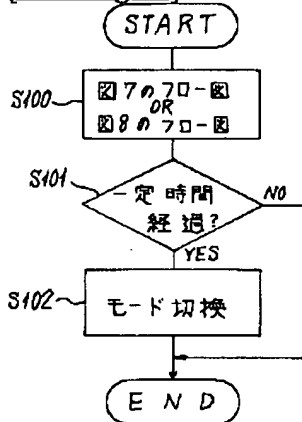 START
S100
図7のフロー図
OR
図8のフロー図
S101
一定時間
経過?
NO
YES
S102
モード切換
END